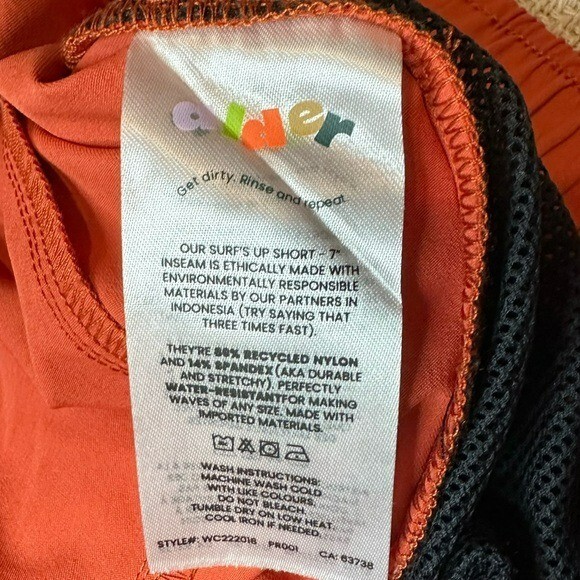 alder
Get dirty. Rinse and repeat
OUR SURF'S UP SHORT - 7"
INSEAM IS ETHICALLY MADE WITH
ENVIRONMENTALLY RESPONSIBLE
MATERIALS BY OUR PARTNERS IN
INDONESIA (TRY SAYING THAT
THREE TIMES FAST).
THEY'RE 86% RECYCLED NYLON
AND 14% SPANDEX (AKA DURABLE
AND STRETCHY). PERFECTLY
WATER-RESISTANT FOR MAKING
WAVES OF ANY SIZE. MADE WITH
IMPORTED MATERIALS.
WASH INSTRUCTIONS:
MACHINE WASH COLD
WITH LIKE COLOURS.
DO NOT BLEACH.
TUMBLE DRY ON LOW HEAT.
COOL IRON IF NEEDED.
STYLE#: WC222016 PR001 CA: 63738